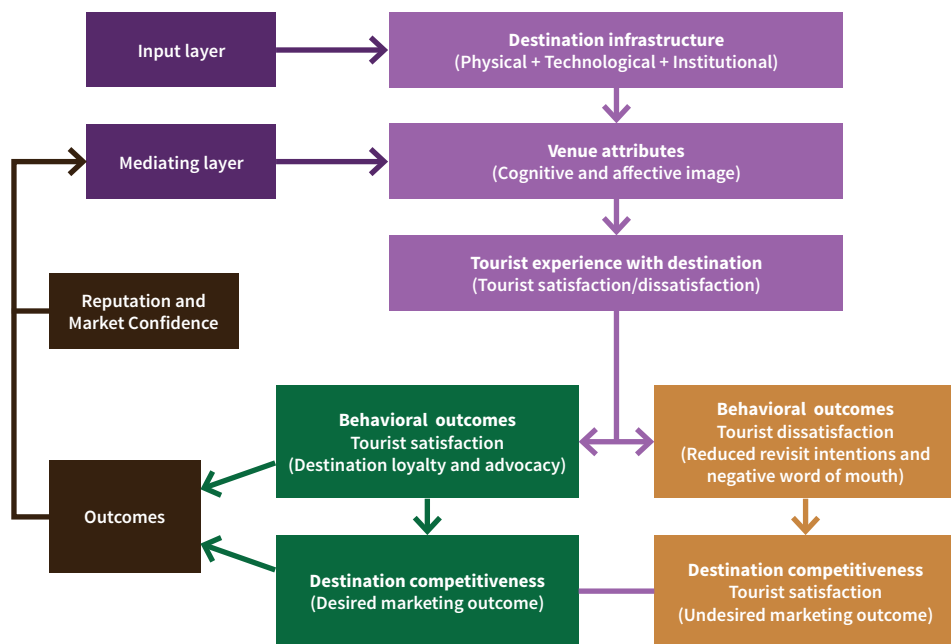 Input layer
Destination infrastructure
(Physical + Technological + Institutional)
Mediating layer
Venue attributes
(Cognitive and affective image)
Tourist experience with destination
(Tourist satisfaction/dissatisfaction)
Reputation and
Market Confidence
Behavioral outcomes
Tourist satisfaction
(Destination loyalty and advocacy)
Behavioral outcomes
Tourist dissatisfaction
(Reduced revisit intentions and
negative word of mouth)
Outcomes
Destination competitiveness
(Desired marketing outcome)
Destination competitiveness
Tourist satisfaction
(Undesired marketing outcome)